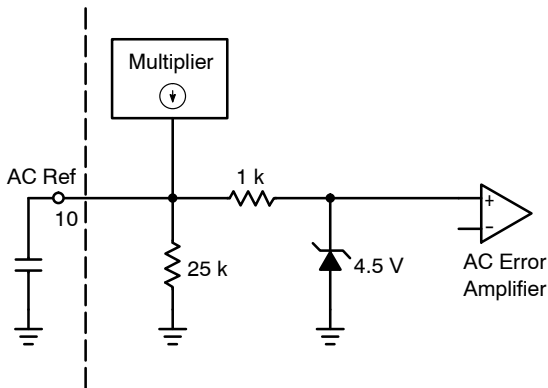 Multiplier
AC Ref
10
1 k
25 k
4.5 V
+
-
AC Error
Amplifier